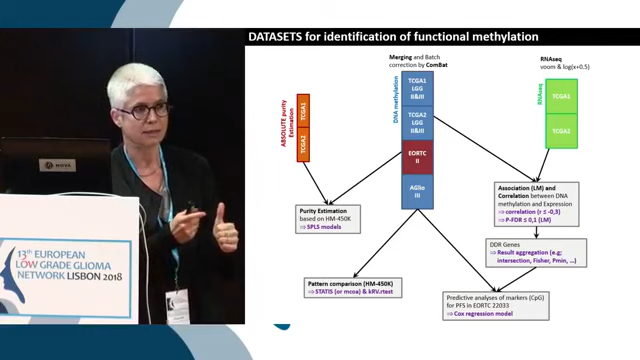 DATASETS for identification of functional methylation
Merging and Batch
correction by ComBat
RNAseq
voom & log(x+0.5)
ABSOLUTE purity
Estimation
TCGA1
TCGA2
DNA methylation
TCGA1
LGG
II&III
TCGA2
LGG
II&III
EORTC
II
AGlio
III
RNAseq
TCGA1
TCGA2
Purity Estimation
based on HM-450K
⇒ SPLS models
Association (LM) and
Correlation between DNA
methylation and Expression
⇒ correlation (r ≤ -0,5)
⇒ P-FDR ≤ 0,1 (LM)
DDR Genes
⇒ Result aggregation (e.g;
intersection, Fisher, Pmin, ...)
Pattern comparison (HM-450K)
⇒ STATIS (or mcoa) & kRV.rtest
Predictive analyses of markers (CpG)
for PFS in EORTC 22033
⇒ Cox regression model
13th EUROPEAN
LOW GRADE GLIOMA
NETWORK LISBON 2018